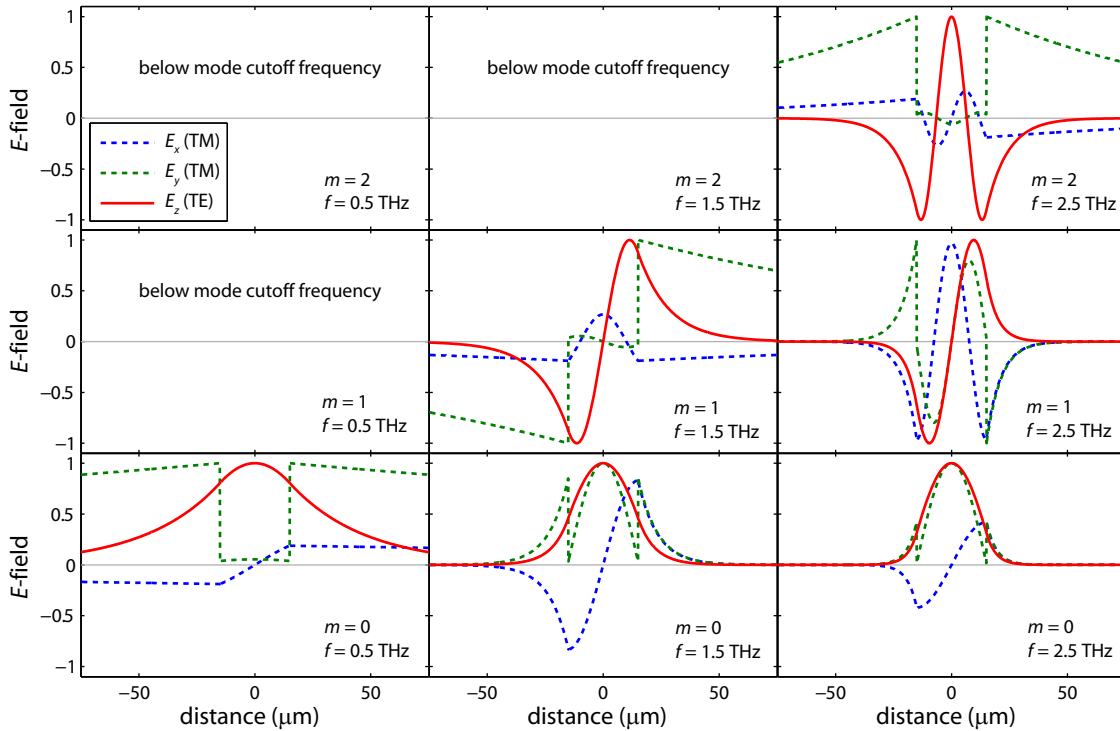 1
0.5
0
−0.5
−1
E-field
below mode cutoff frequency
Ex (TM)
Ey (TM)
Ez (TE)
m = 2
f = 0.5 THz
below mode cutoff frequency
m = 2
f = 1.5 THz
m = 2
f = 2.5 THz
1
0.5
0
−0.5
−1
E-field
below mode cutoff frequency
m = 1
f = 0.5 THz
m = 1
f = 1.5 THz
m = 1
f = 2.5 THz
1
0.5
0
−0.5
−1
E-field
m = 0
f = 0.5 THz
m = 0
f = 1.5 THz
m = 0
f = 2.5 THz
−50 0 50
−50 0 50
−50 0 50
distance (μm)
distance (μm)
distance (μm)